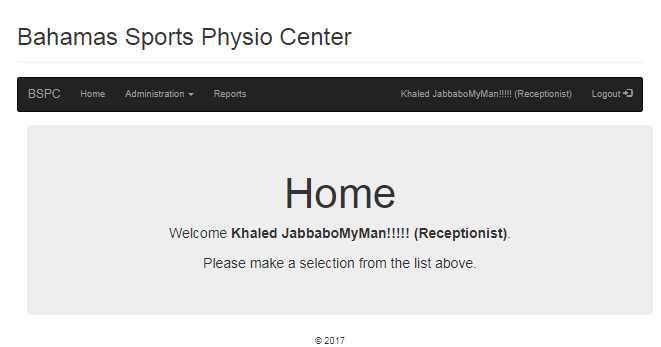 Bahamas Sports Physio Center
BSPC Home Administration Reports Khaled JabbaboMyMan!!!!! (Receptionist) Logout
Home
Welcome Khaled JabbaboMyMan!!!!! (Receptionist).
Please make a selection from the list above.
© 2017